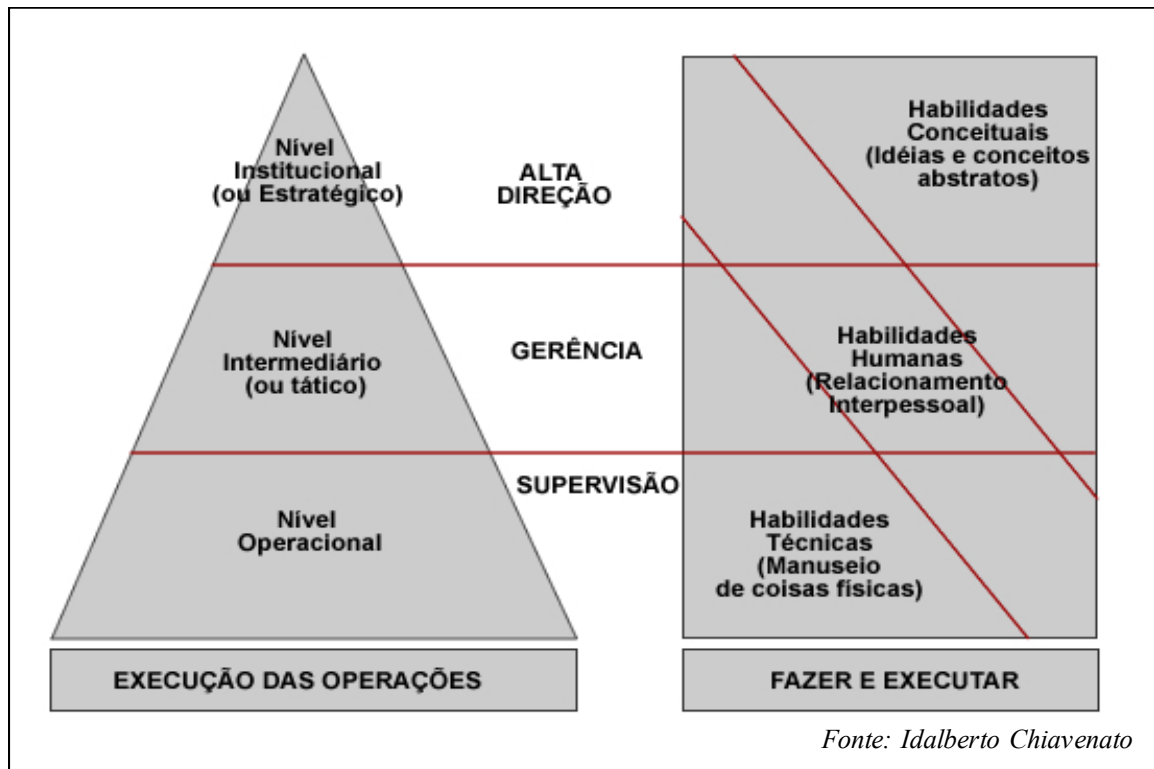 Nível
Institucional
(ou Estratégico)
ALTA
DIREÇÃO
Habilidades
Conceituais
(Idéias e conceitos
abstratos)
Nível
Intermediário
(ou tático)
GERÊNCIA
Habilidades
Humanas
(Relacionamento
Interpessoal)
Nível
Operacional
SUPERVISÃO
Habilidades
Técnicas
(Manuseio
de coisas físicas)
EXECUÇÃO DAS OPERAÇÕES
FAZER E EXECUTAR
Fonte: Idalberto Chiavenato